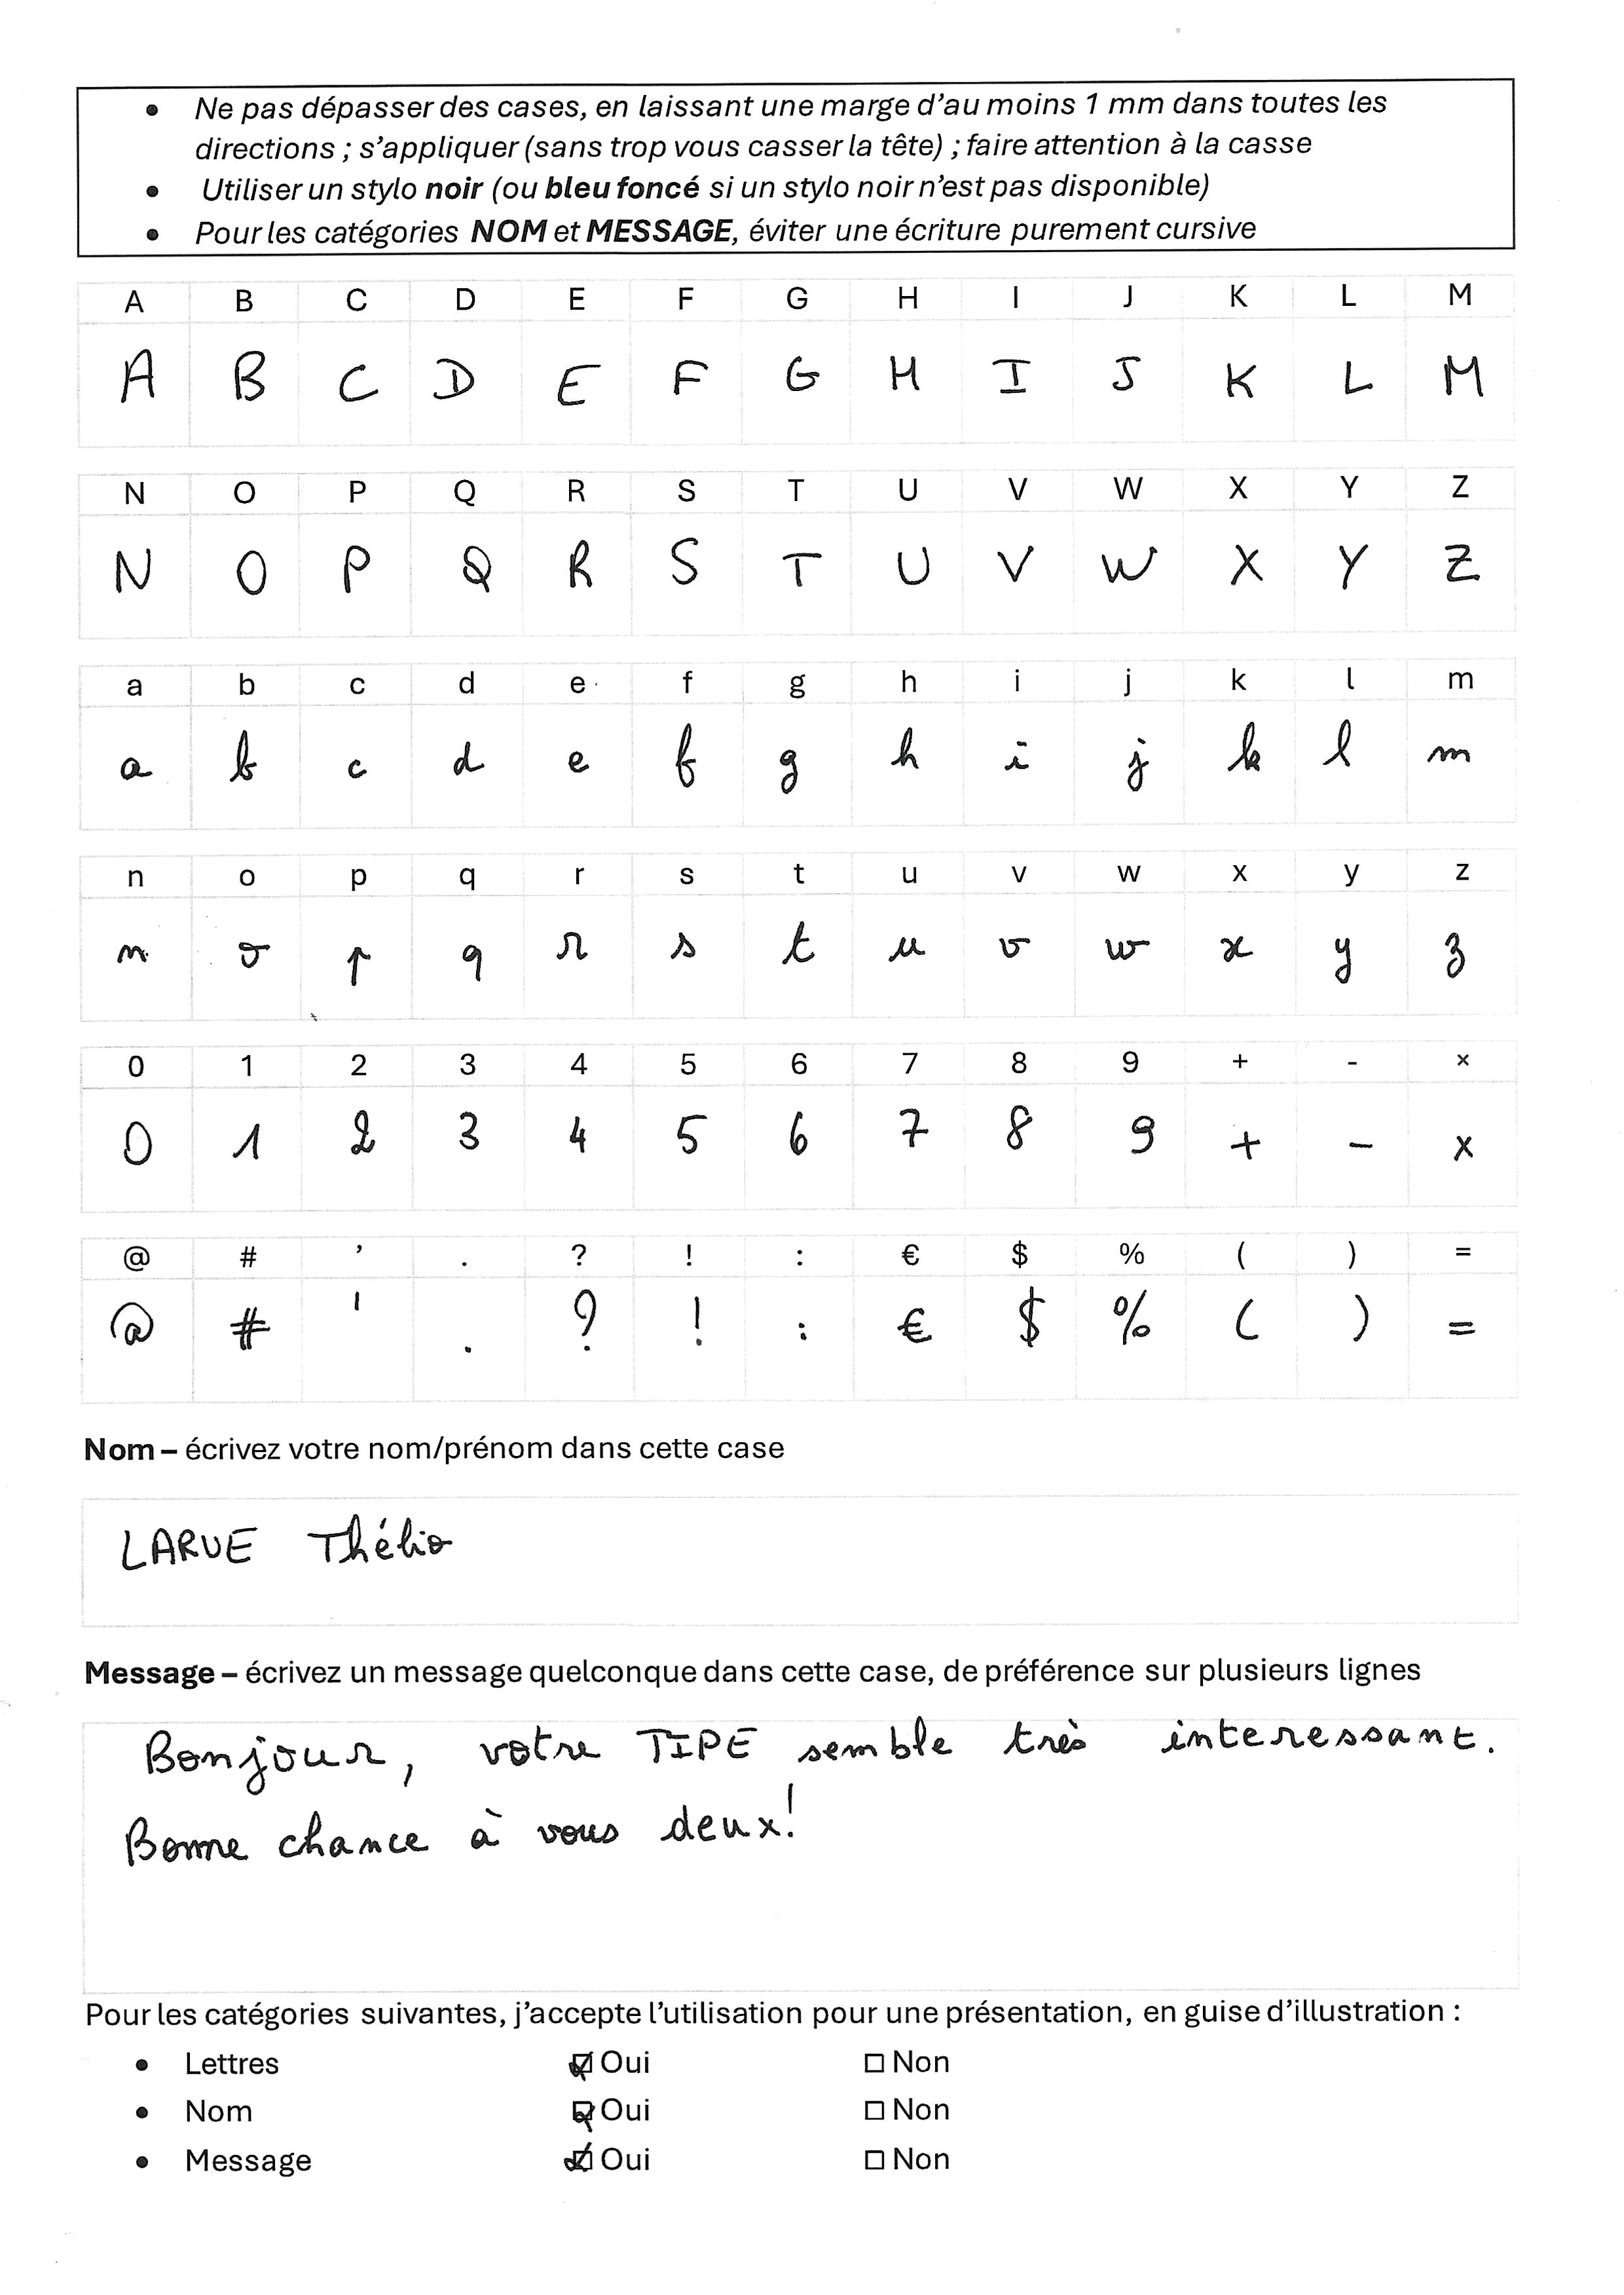 • Ne pas dépasser des cases, en laissant une marge d'au moins 1 mm dans toutes les
directions ; s'appliquer (sans trop vous casser la tête) ; faire attention à la casse
• Utiliser un stylo noir (ou bleu foncé si un stylo noir n'est pas disponible)
• Pour les catégories NOM et MESSAGE, éviter une écriture purement cursive
A B C D E F G H I J K L M
A B C D E F G H I J K L M
N O P Q R S T U V W X Y Z
N O P Q R S T U V W X Y Z
a b c d e f g h i j k l m
a b c d e f g h i j k l m
n o p q r s t u v w x y z
n o p q r s t u v w x y z
0 1 2 3 4 5 6 7 8 9 + - ×
0 1 2 3 4 5 6 7 8 9 + - ×
@ # ’ . ? ! : € $ % ( ) =
@ # ' . ? ! : € $ % ( ) =
Nom – écrivez votre nom/prénom dans cette case
LARUE Thélio
Message – écrivez un message quelconque dans cette case, de préférence sur plusieurs lignes
Bonjour, votre TIPE semble très interessant.
Bonne chance à vous deux!
Pour les catégories suivantes, j'accepte l'utilisation pour une présentation, en guise d'illustration :
• Lettres ☑ Oui ☐ Non
• Nom ☑ Oui ☐ Non
• Message ☑ Oui ☐ Non